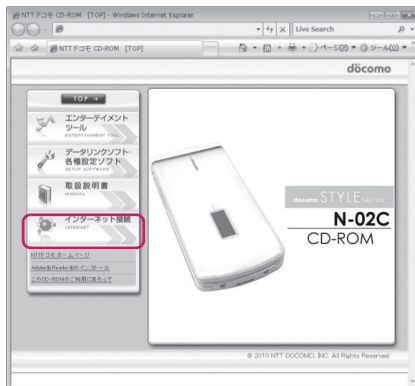 NTTドコモ CD-ROM [TOP] - Windows Internet Explorer
Live Search
NTTドコモ CD-ROM [TOP]
ページ(P)
ツール(O)
döcomo
TOP
エンターテイメント
ツール
ENTERTAINMENT TOOL
データリンクソフト・
各種設定ソフト
SETUP SOFTWARE
取扱説明書
MANUAL
インターネット接続
INTERNET
NTTドコモ ホームページ
Adobe® Reader®のインストール
このCD-ROMのご利用にあたって
docomo STYLE series
N-02C
CD-ROM
© 2010 NTT DOCOMO, INC. All Rights Reserved.